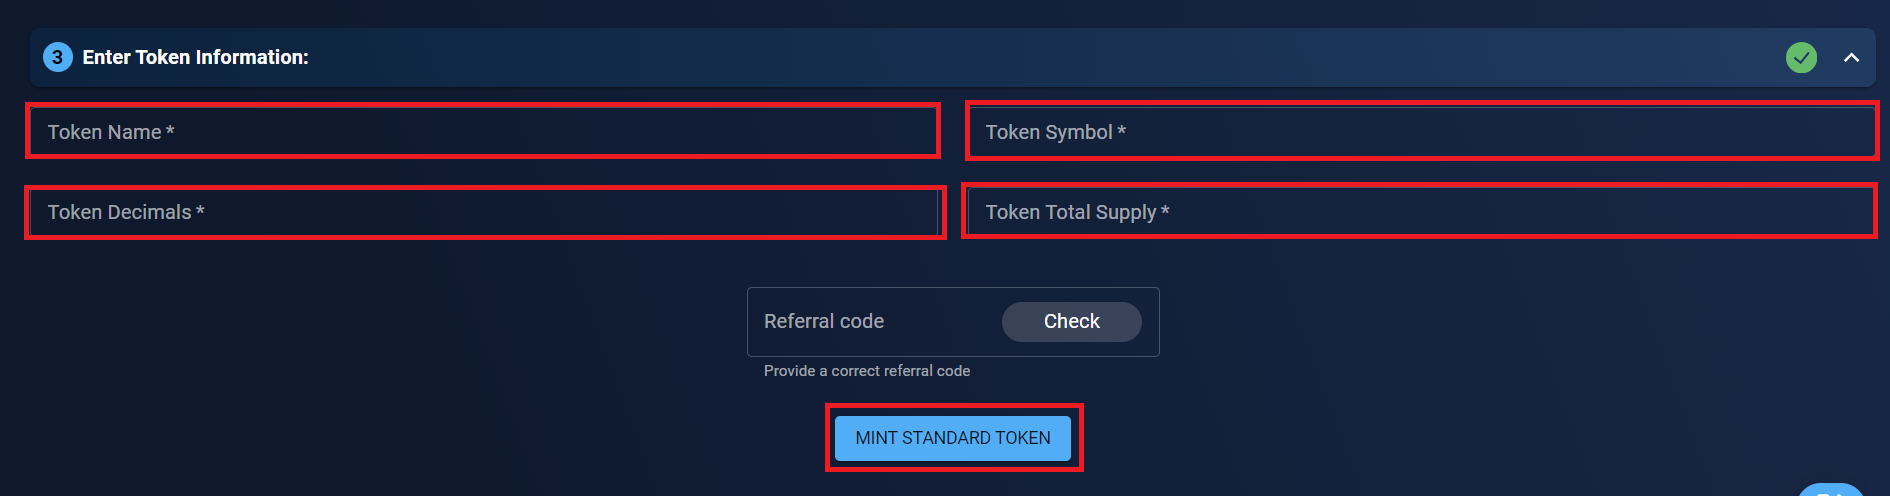 3 Enter Token Information:
Token Name *
Token Symbol *
Token Decimals *
Token Total Supply *
Referral code
Check
Provide a correct referral code
MINT STANDARD TOKEN